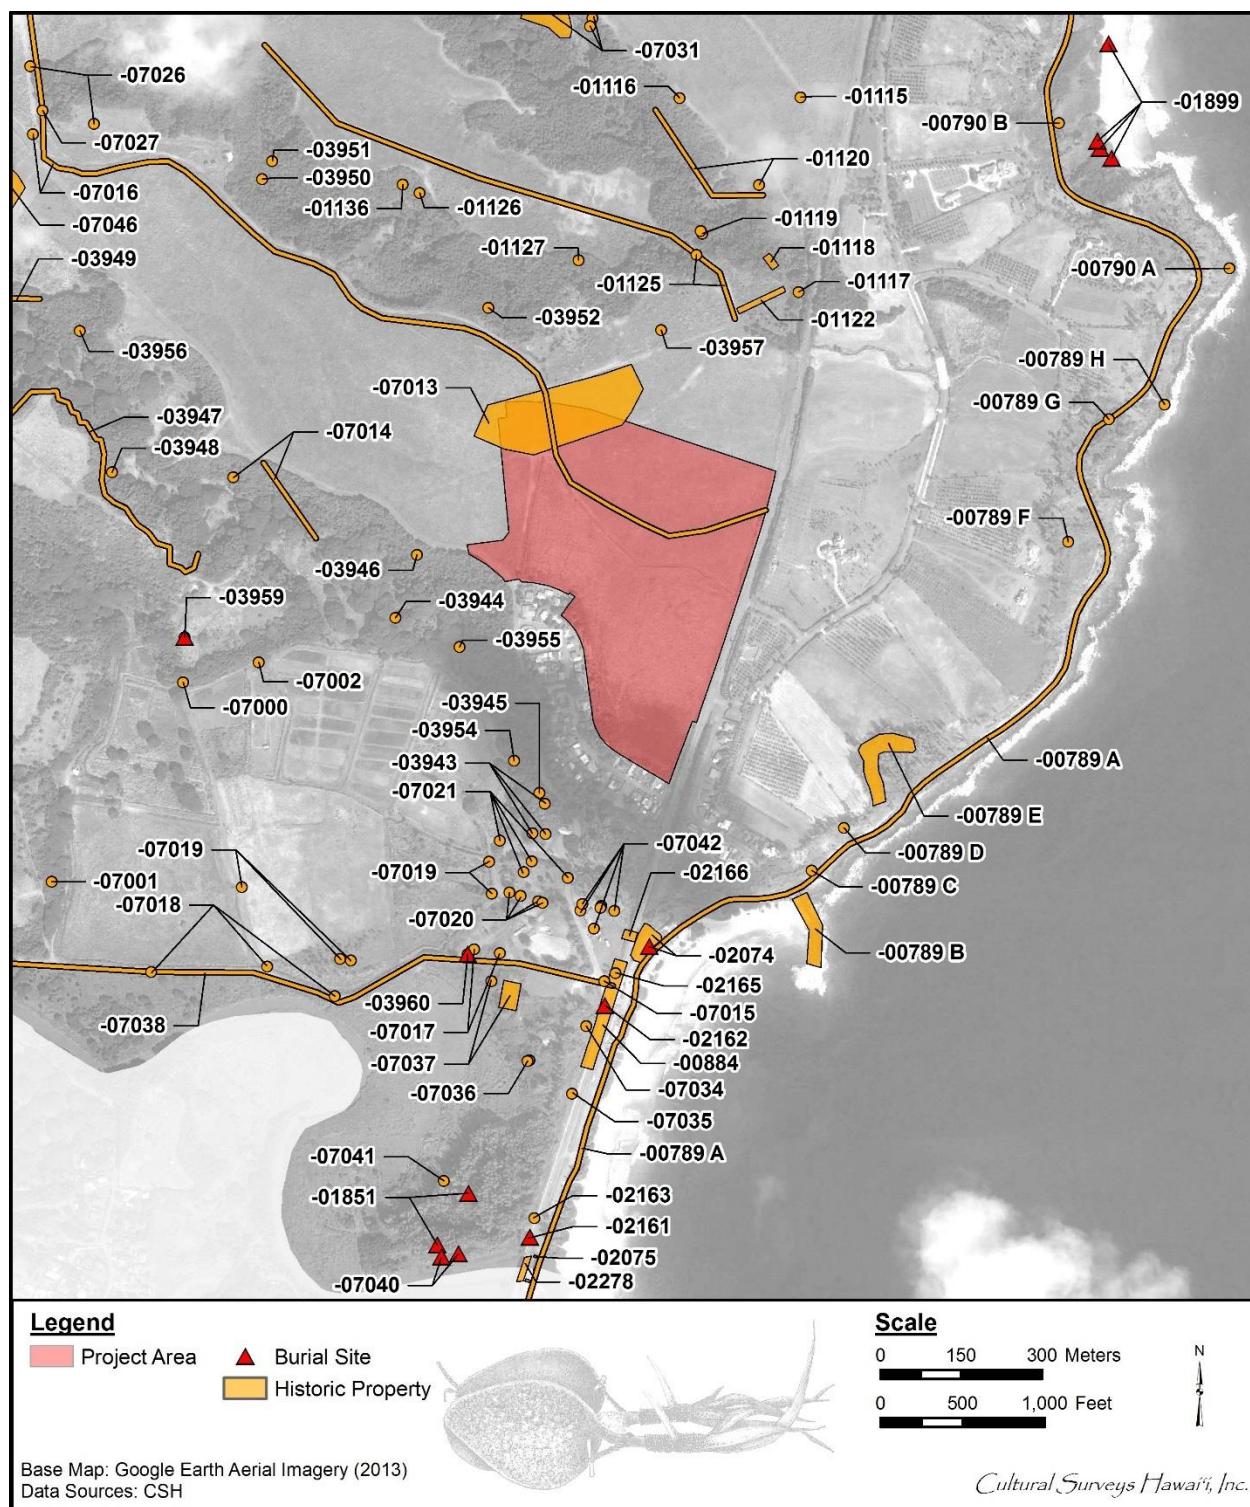 -07031
-07026
-01116
-01115
-01899
-00790 B
-07027
-03951
-01120
-03950
-07016
-01136
-01126
-07046
-01119
-01127
-01118
-03949
-00790 A
-01125
-01117
-03952
-01122
-03956
-03957
-00789 H
-07013
-00789 G
-03947
-07014
-03948
-00789 F
-03946
-03959
-03944
-03955
-07002
-07000
-03945
-03954
-03943
-00789 A
-07021
-00789 E
-07042
-07019
-00789 D
-07019
-02166
-07001
-00789 C
-07018
-07020
-00789 B
-02074
-02165
-03960
-07015
-07038
-07017
-02162
-07037
-00884
-07036
-07034
-07035
-00789 A
-07041
-01851
-02163
-02161
-02075
-07040
-02278
Legend
Project Area
Burial Site
Historic Property
Scale
0 150 300 Meters
0 500 1,000 Feet
N
Base Map: Google Earth Aerial Imagery (2013)
Data Sources: CSH
Cultural Surveys Hawaiʻi, Inc.